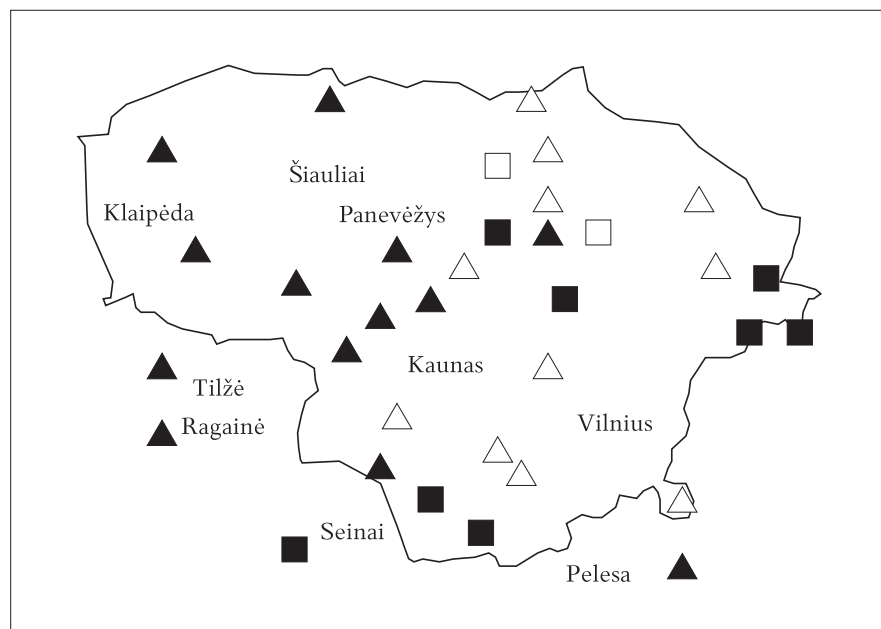 Šiauliai
Klaipėda
Panevėžys
Kaunas
Tilžė
Ragainė
Vilnius
Seinai
Pelesa